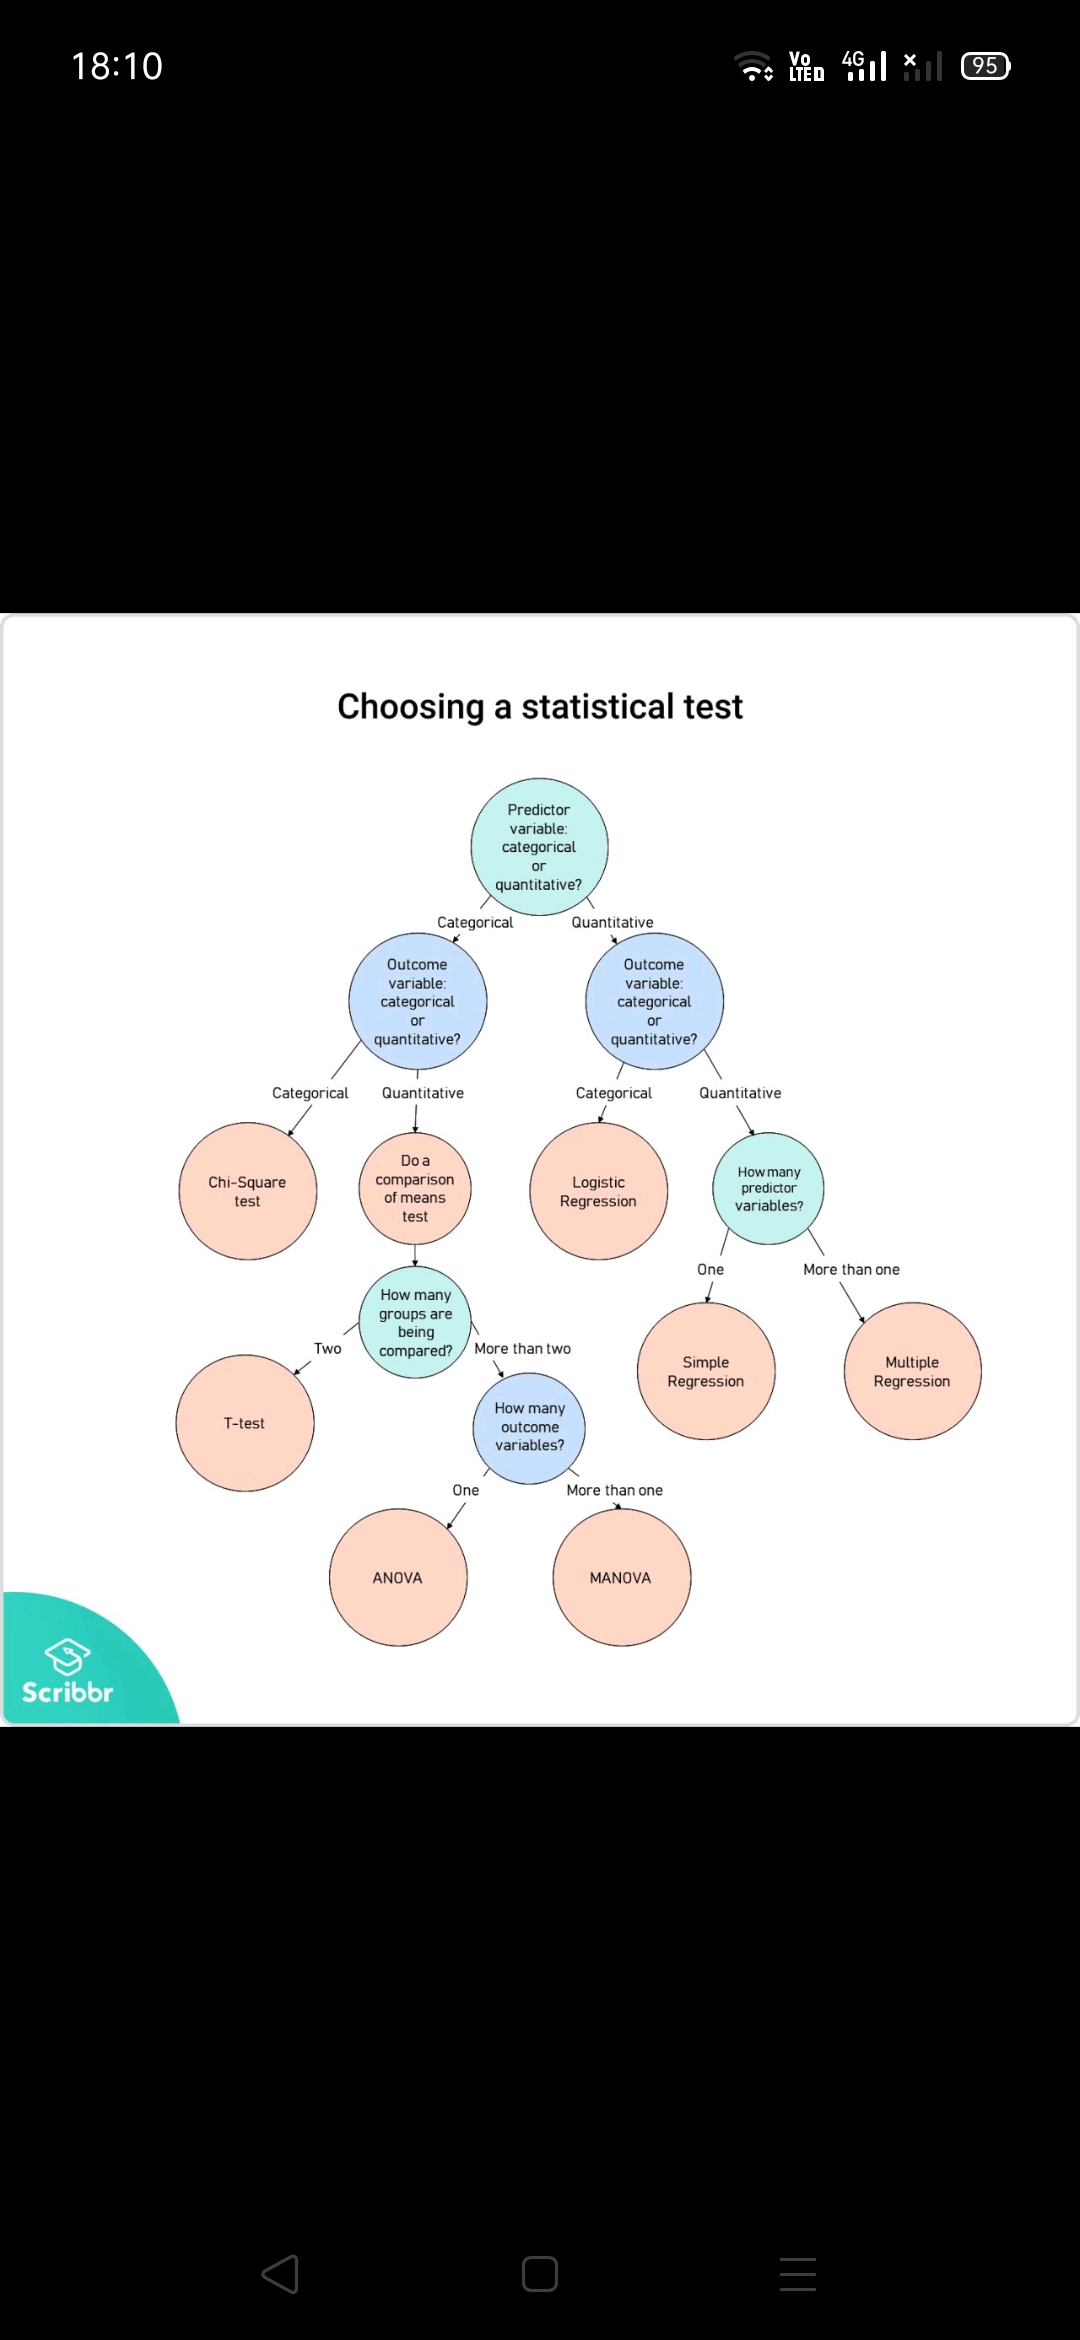 18:10
Vo
LTE D
4G
95
Choosing a statistical test
Predictor
variable:
categorical
or
quantitative?
Categorical
Quantitative
Outcome
variable:
categorical
or
quantitative?
Outcome
variable:
categorical
or
quantitative?
Categorical
Quantitative
Categorical
Quantitative
Chi-Square
test
Do a
comparison
of means
test
Logistic
Regression
How many
predictor
variables?
One
More than one
How many
groups are
being
compared?
Two
More than two
Simple
Regression
Multiple
Regression
T-test
How many
outcome
variables?
One
More than one
ANOVA
MANOVA
Scribbr